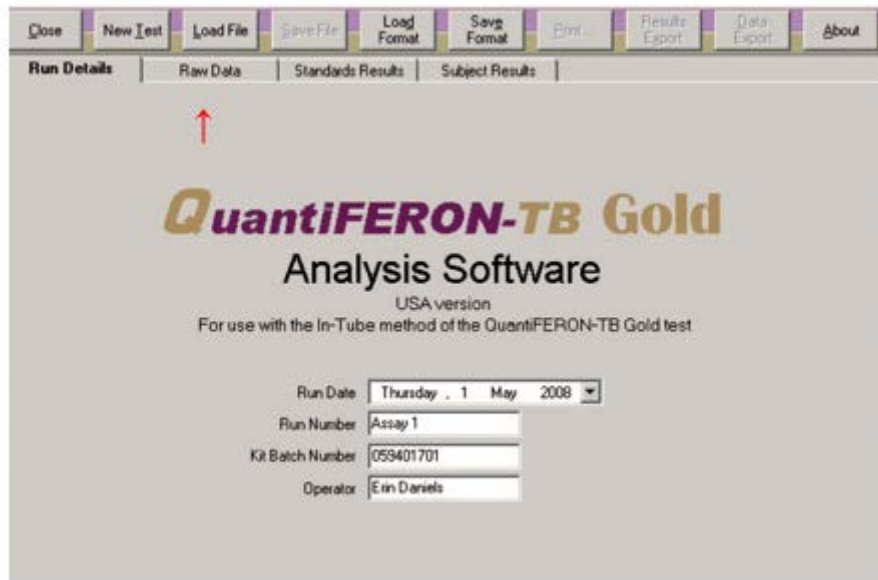 Close New Test Load File Save File Load Format Save Format Print... Results Export Data Export About
Run Details Raw Data Standards Results Subject Results
QuantiFERON-TB Gold
Analysis Software
USA version
For use with the In-Tube method of the QuantiFERON-TB Gold test
Run Date Thursday , 1 May 2008
Run Number Assay 1
Kit Batch Number 059401701
Operator Erin Daniels